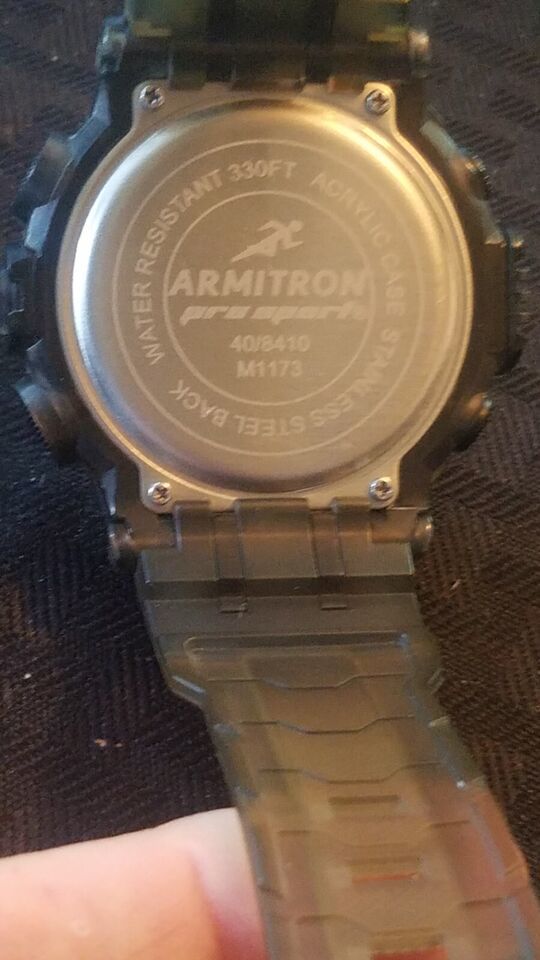 WATER RESISTANT 330FT ACRYLIC CASE STAINLESS STEEL BACK
ARMITRON
pro sport
40/8410
M1173